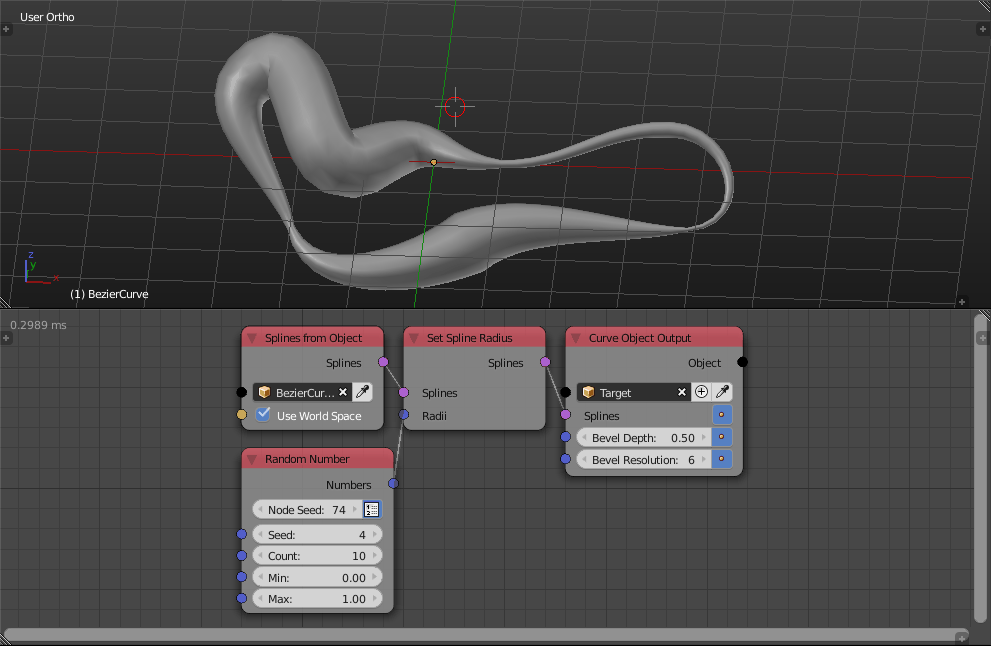 User Ortho
z
y
x
(1) BezierCurve
0.2989 ms
Splines from Object
Splines
BezierCur...
Use World Space
Set Spline Radius
Splines
Splines
Radii
Curve Object Output
Object
Target
Splines
Bevel Depth: 0.50
Bevel Resolution: 6
Random Number
Numbers
Node Seed: 74
Seed: 4
Count: 10
Min: 0.00
Max: 1.00